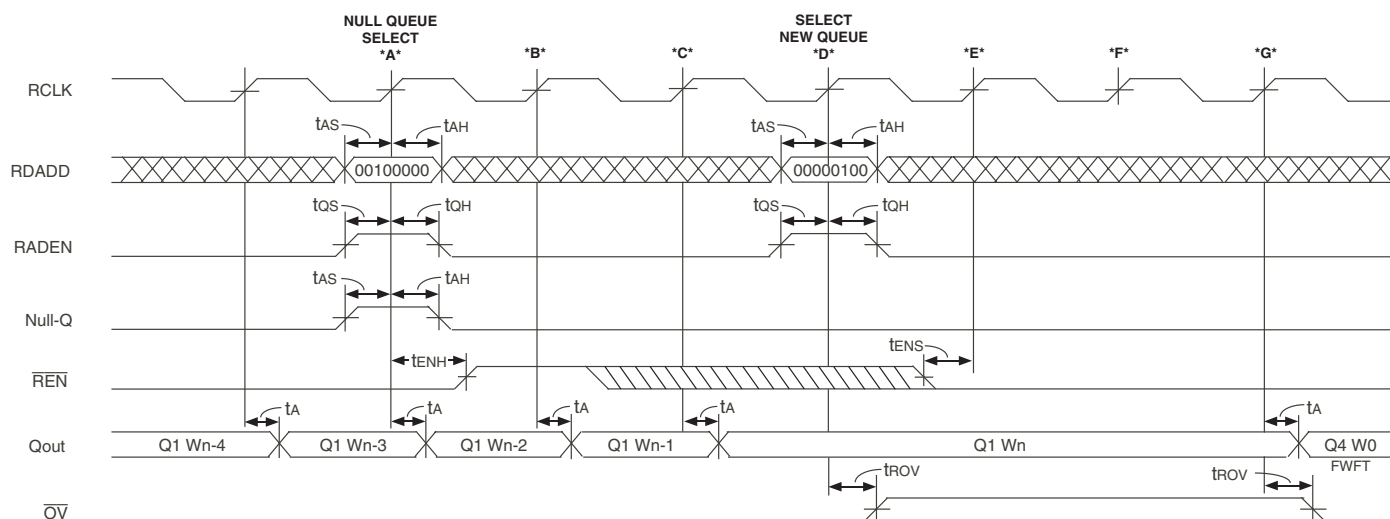 NULL QUEUE
SELECT
*A*
*B*
*C*
SELECT
NEW QUEUE
*D*
*E*
*F*
*G*
RCLK
tAS
tAH
tAS
tAH
RDADD
00100000
00000100
tQS
tQH
tQS
tQH
RADEN
tAS
tAH
Null-Q
tENH
tENS
REN
tA
tA
tA
tA
tA
Qout
Q1 Wn-4
Q1 Wn-3
Q1 Wn-2
Q1 Wn-1
Q1 Wn
Q4 W0
FWFT
tROV
tROV
OV